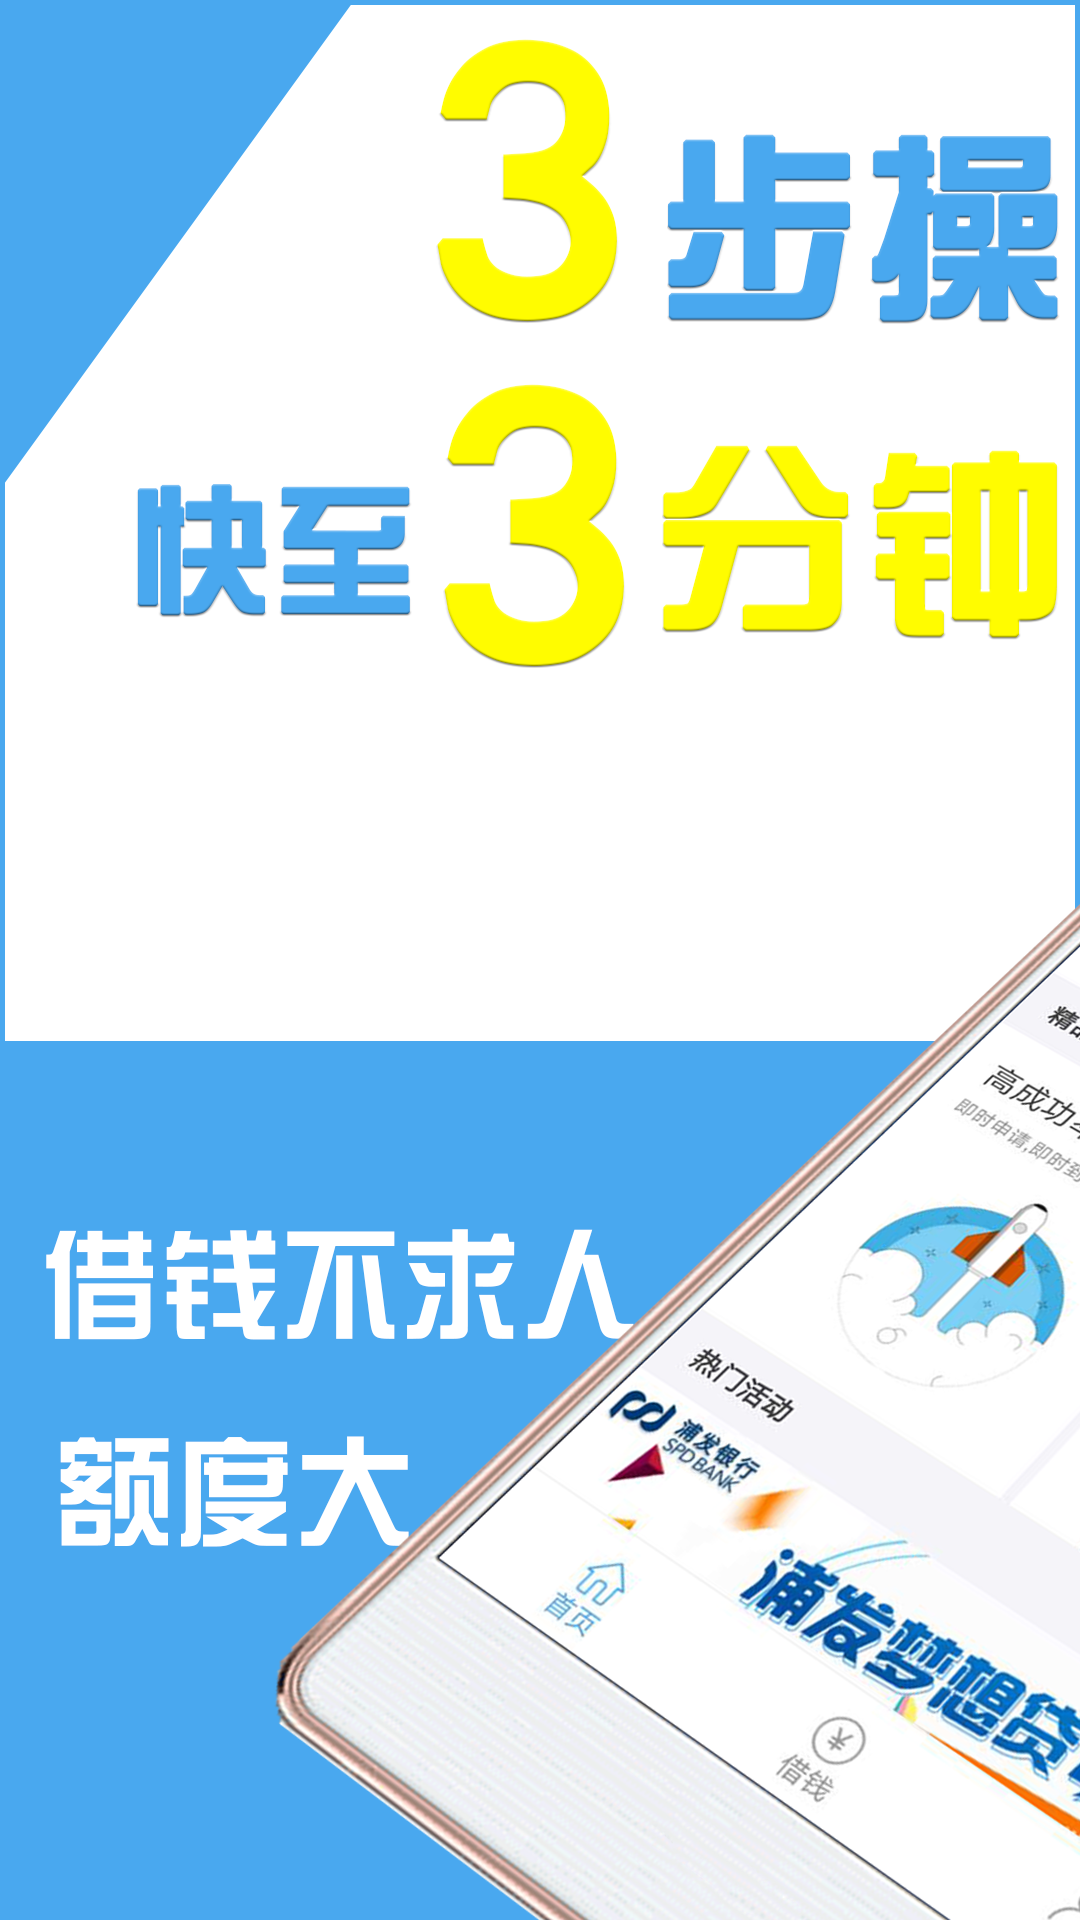 3步操
快至3分钟
借钱不求人
额度大
高成功
即时申请,即时到
热门活动
浦发银行
SPD BANK
浦发梦想贷
首页
借钱